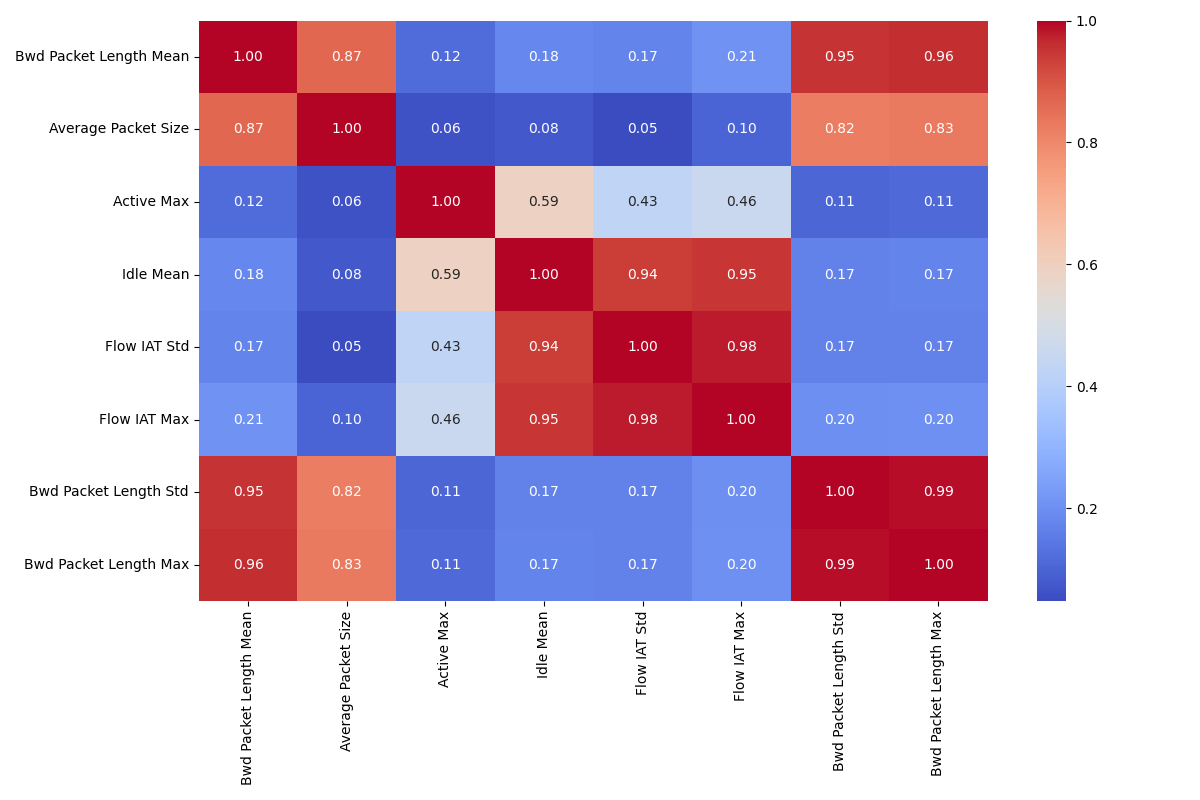 Bwd Packet Length Mean 1.00 0.87 0.12 0.18 0.17 0.21 0.95 0.96
Average Packet Size 0.87 1.00 0.06 0.08 0.05 0.10 0.82 0.83
Active Max 0.12 0.06 1.00 0.59 0.43 0.46 0.11 0.11
Idle Mean 0.18 0.08 0.59 1.00 0.94 0.95 0.17 0.17
Flow IAT Std 0.17 0.05 0.43 0.94 1.00 0.98 0.17 0.17
Flow IAT Max 0.21 0.10 0.46 0.95 0.98 1.00 0.20 0.20
Bwd Packet Length Std 0.95 0.82 0.11 0.17 0.17 0.20 1.00 0.99
Bwd Packet Length Max 0.96 0.83 0.11 0.17 0.17 0.20 0.99 1.00
Bwd Packet Length Mean
Average Packet Size
Active Max
Idle Mean
Flow IAT Std
Flow IAT Max
Bwd Packet Length Std
Bwd Packet Length Max
1.0
0.8
0.6
0.4
0.2